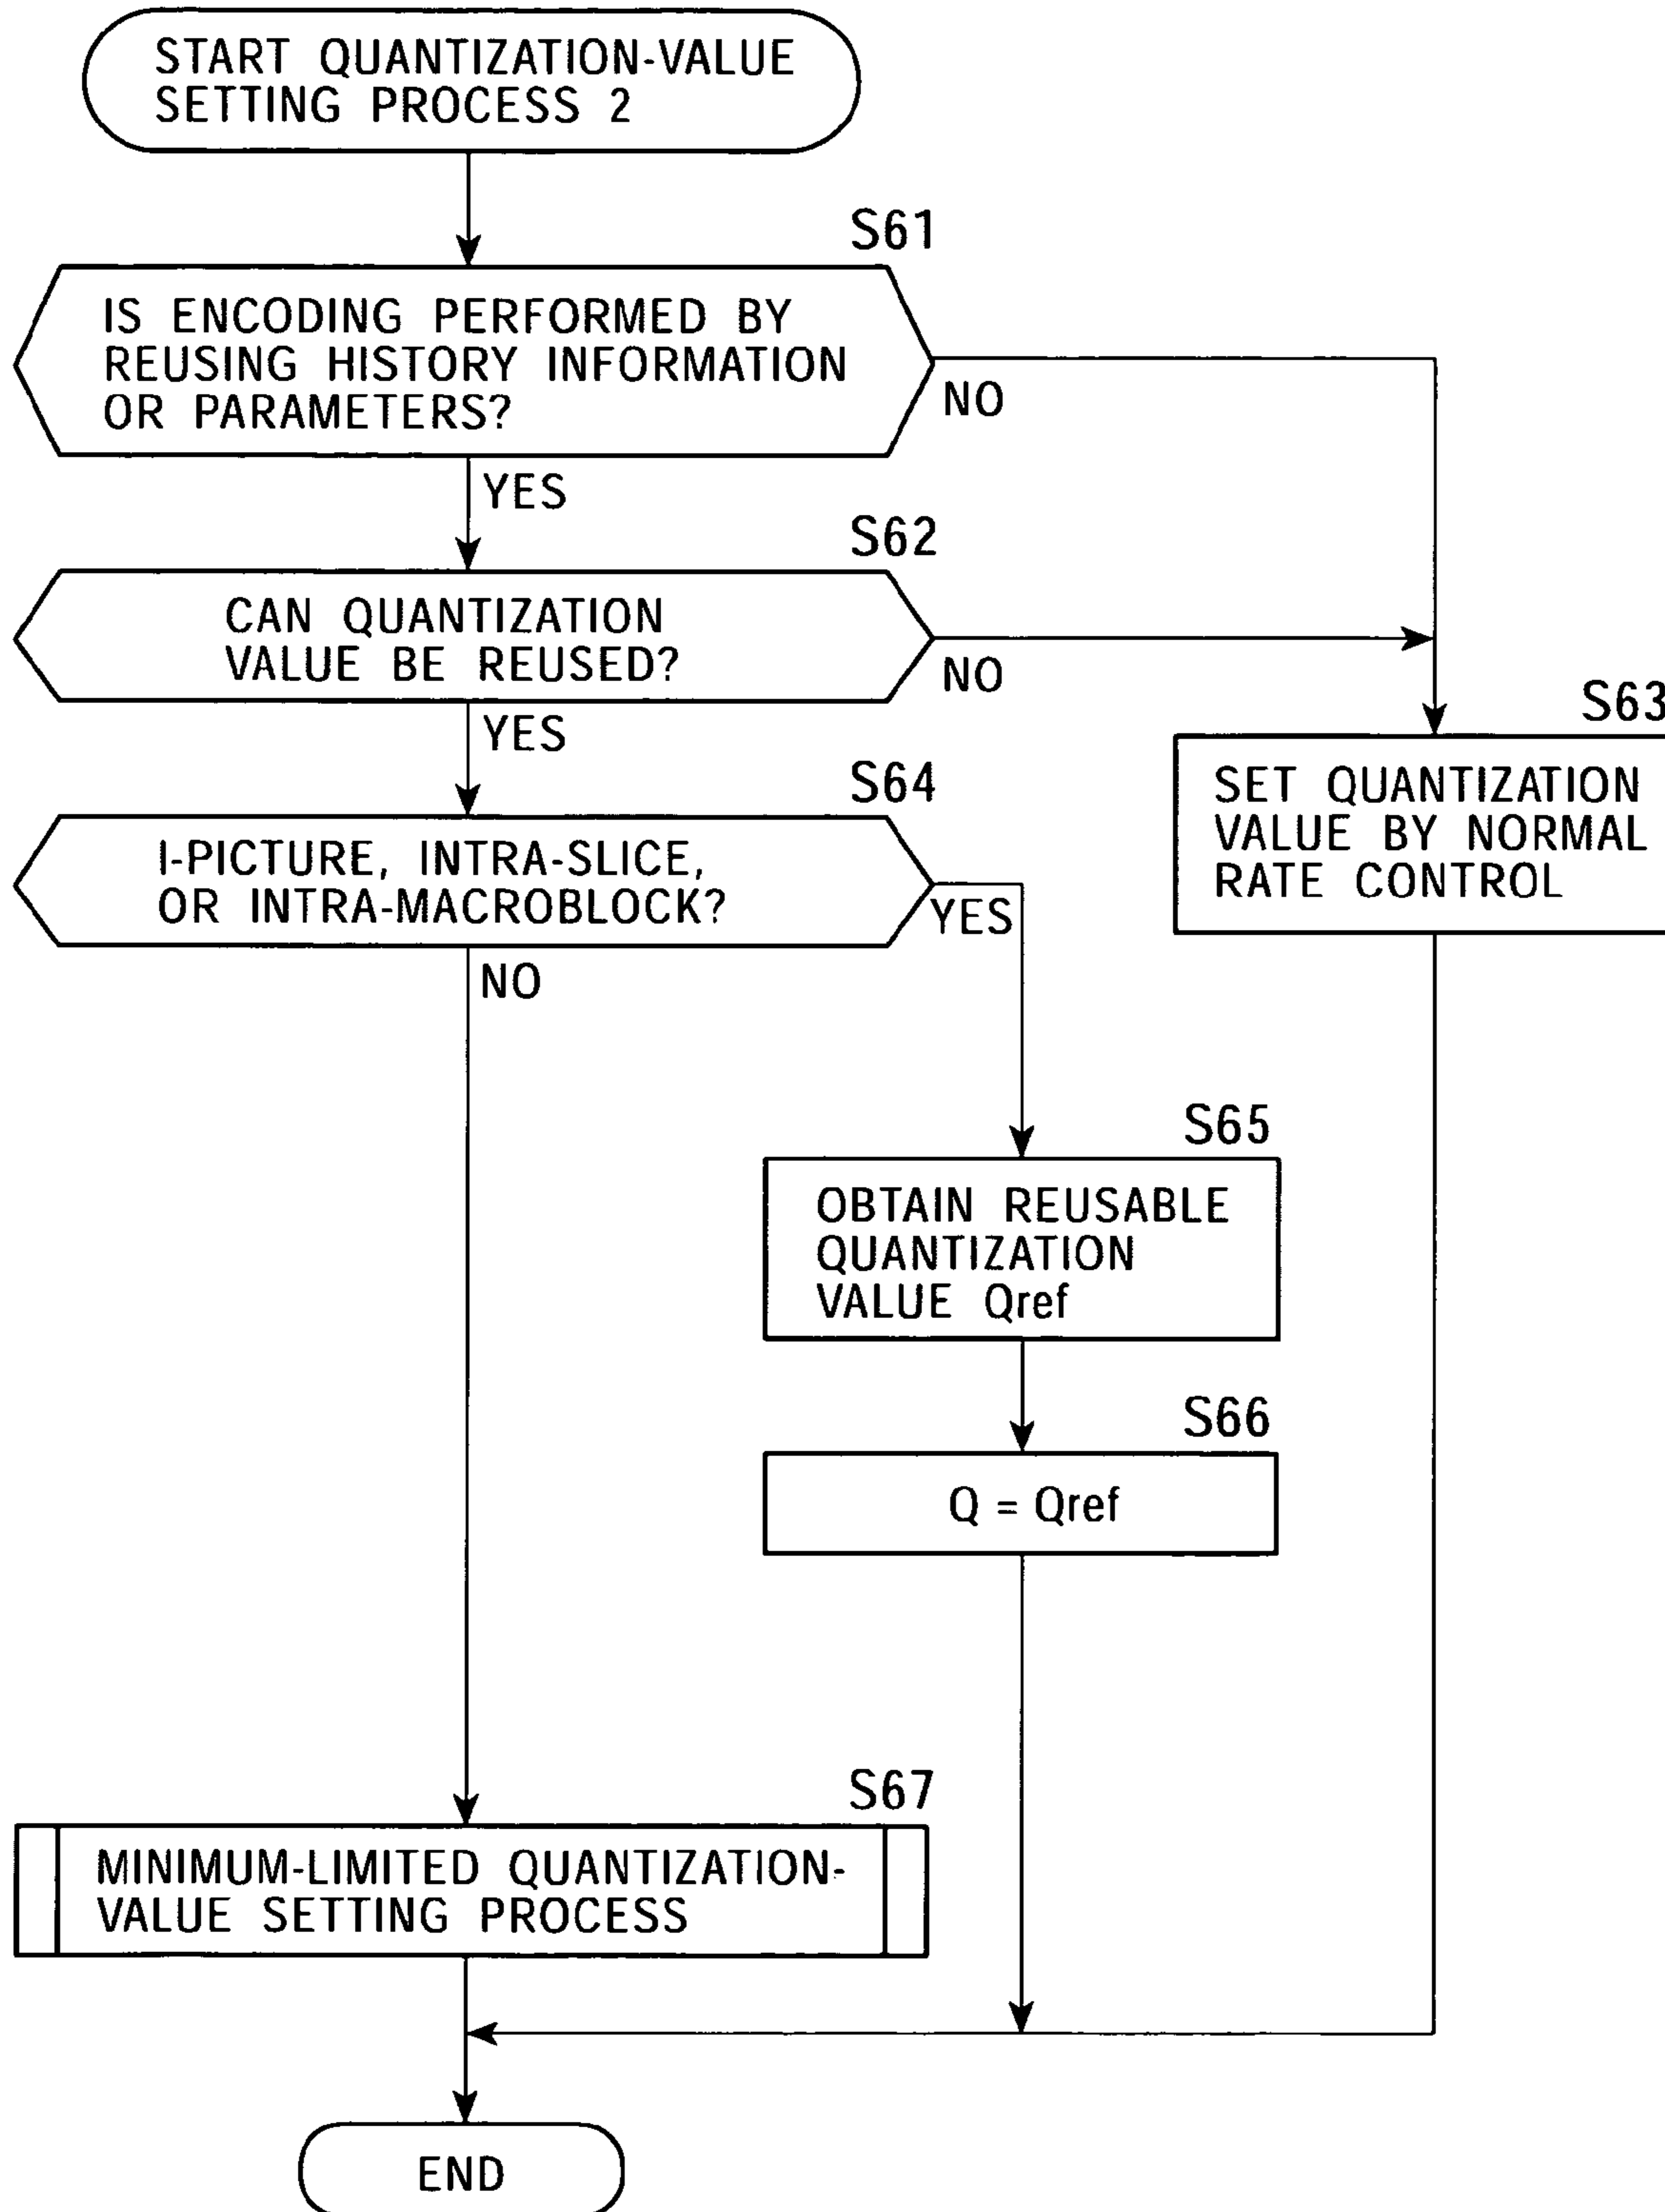 START QUANTIZATION-VALUE
SETTING PROCESS 2
S61
IS ENCODING PERFORMED BY
REUSING HISTORY INFORMATION
OR PARAMETERS?
NO
YES
S62
CAN QUANTIZATION
VALUE BE REUSED?
NO
YES
S63
SET QUANTIZATION
VALUE BY NORMAL
RATE CONTROL
S64
I-PICTURE, INTRA-SLICE,
OR INTRA-MACROBLOCK?
YES
NO
S65
OBTAIN REUSABLE
QUANTIZATION
VALUE Qref
S66
Q = Qref
S67
MINIMUM-LIMITED QUANTIZATION-
VALUE SETTING PROCESS
END